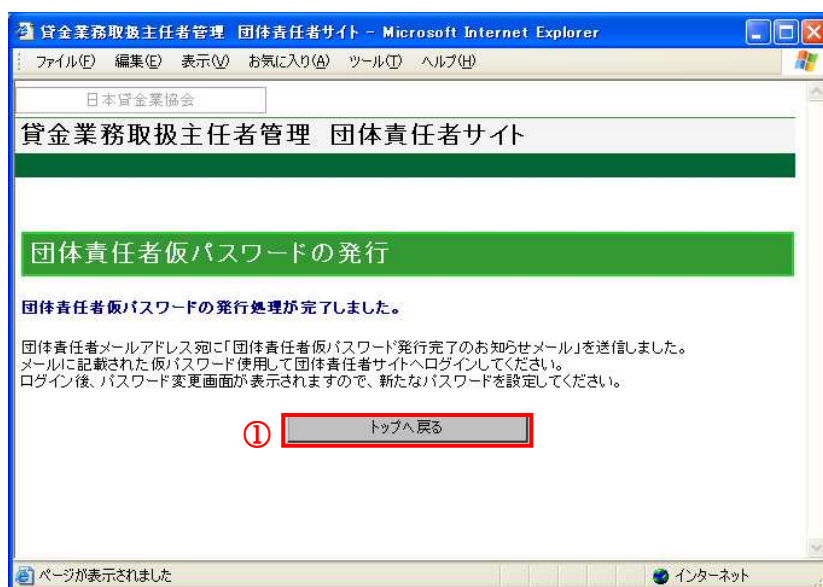 貸金業務取扱主任者管理 団体責任者サイト - Microsoft Internet Explorer
ファイル(F) 編集(E) 表示(V) お気に入り(A) ツール(T) ヘルプ(H)
日本貸金業協会
貸金業務取扱主任者管理 団体責任者サイト
団体責任者仮パスワードの発行
団体責任者仮パスワードの発行処理が完了しました。
団体責任者メールアドレス宛に「団体責任者仮パスワード発行完了のお知らせメール」を送信しました。
メールに記載された仮パスワード使用して団体責任者サイトへログインしてください。
ログイン後、パスワード変更画面が表示されますので、新たなパスワードを設定してください。
① トップへ戻る
ページが表示されました インターネット